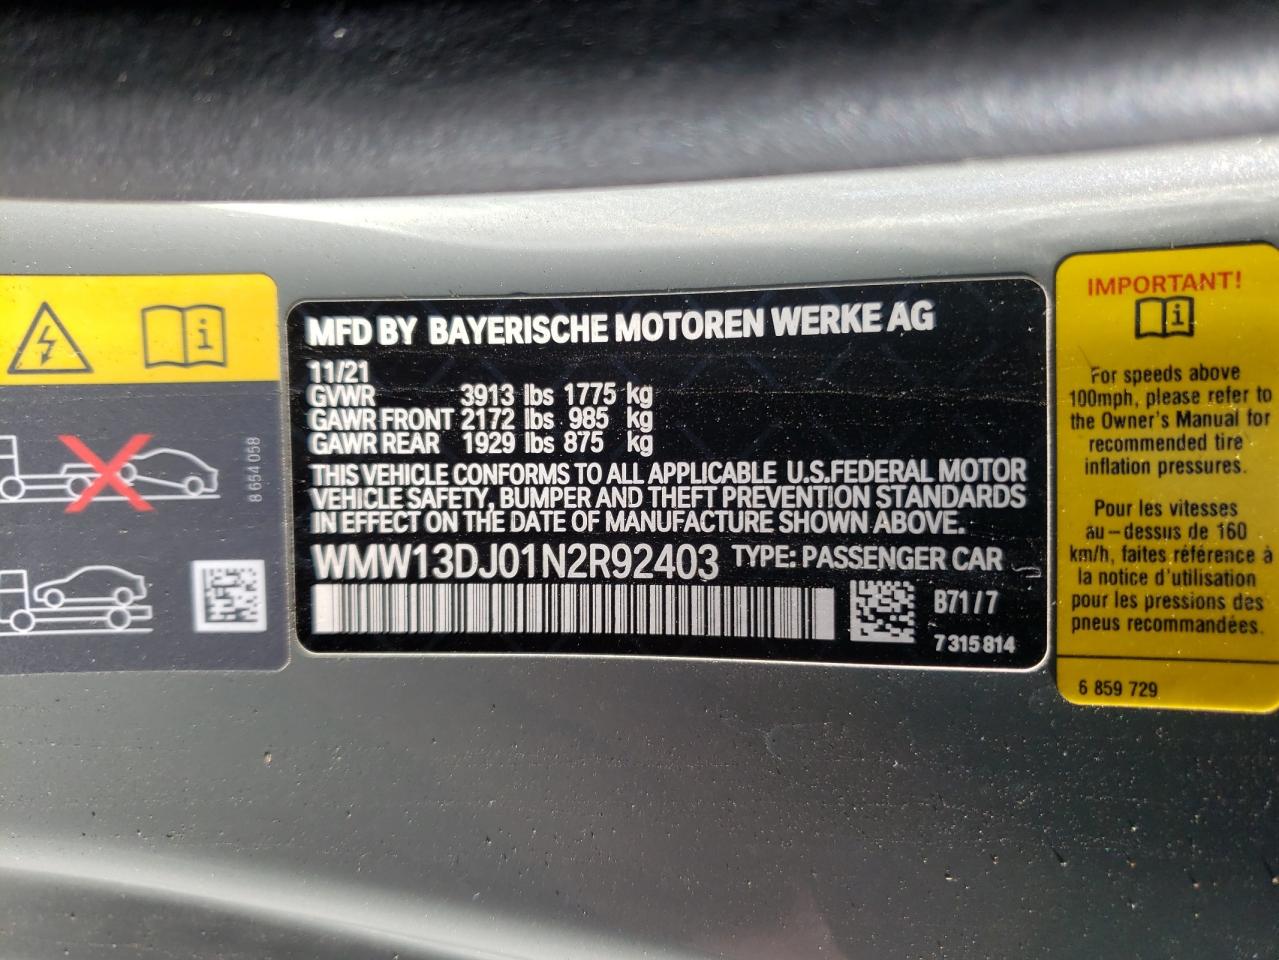 8 654 058
MFD BY BAYERISCHE MOTOREN WERKE AG
11/21
GVWR 3913 lbs 1775 kg
GAWR FRONT 2172 lbs 985 kg
GAWR REAR 1929 lbs 875 kg
THIS VEHICLE CONFORMS TO ALL APPLICABLE U.S.FEDERAL MOTOR
VEHICLE SAFETY, BUMPER AND THEFT PREVENTION STANDARDS
IN EFFECT ON THE DATE OF MANUFACTURE SHOWN ABOVE.
WMW13DJ01N2R92403 TYPE: PASSENGER CAR
B71/7
7 315 814
IMPORTANT!
For speeds above
100mph, please refer to
the Owner's Manual for
recommended tire
inflation pressures.
Pour les vitesses
au-dessus de 160
km/h, faites référence à
la notice d'utilisation
pour les pressions des
pneus recommandées.
6 859 729